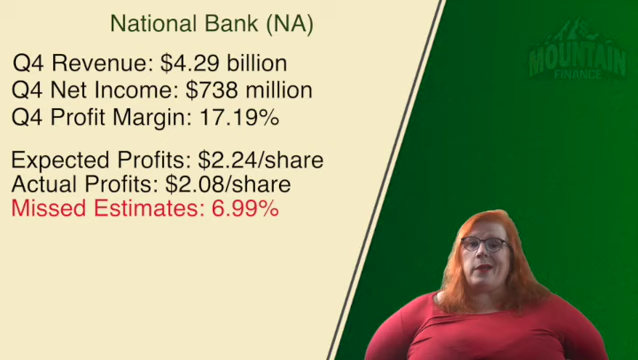 National Bank (NA)
Q4 Revenue: $4.29 billion
Q4 Net Income: $738 million
Q4 Profit Margin: 17.19%
Expected Profits: $2.24/share
Actual Profits: $2.08/share
Missed Estimates: 6.99%
MOUNTAIN
FINANCE